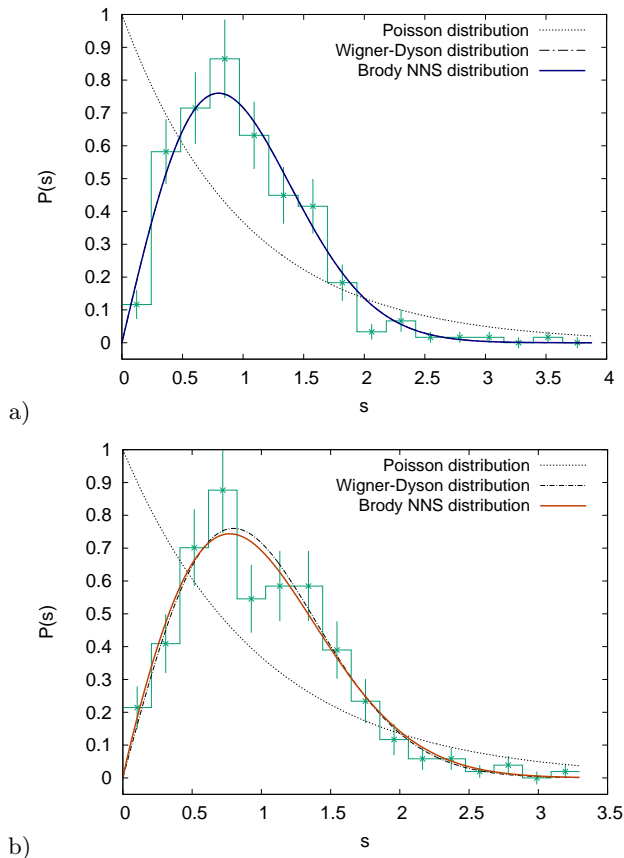 Poisson distribution
Wigner-Dyson distribution
Brody NNS distribution
P(s)
1
0.9
0.8
0.7
0.6
0.5
0.4
0.3
0.2
0.1
0
0 0.5 1 1.5 2 2.5 3 3.5 4
s
a)
Poisson distribution
Wigner-Dyson distribution
Brody NNS distribution
P(s)
1
0.9
0.8
0.7
0.6
0.5
0.4
0.3
0.2
0.1
0
0 0.5 1 1.5 2 2.5 3 3.5
s
b)